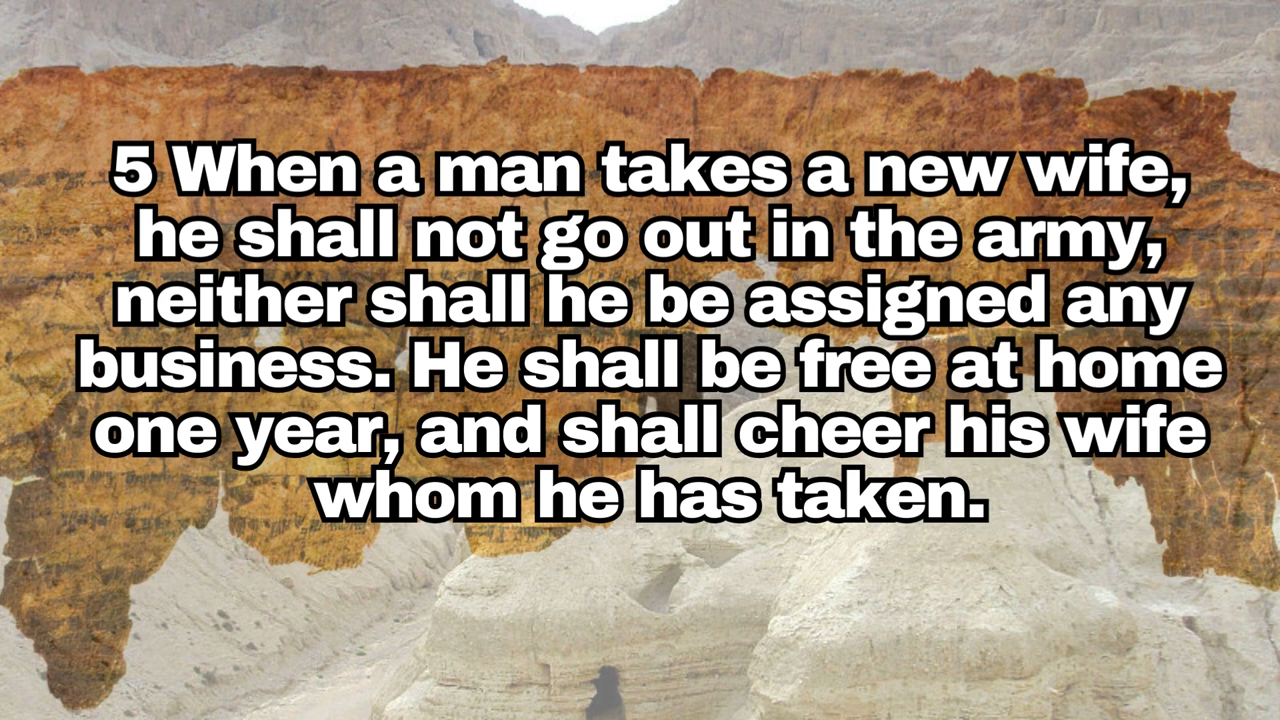 5 When a man takes a new wife,
he shall not go out in the army,
neither shall he be assigned any
business. He shall be free at home
one year, and shall cheer his wife
whom he has taken.